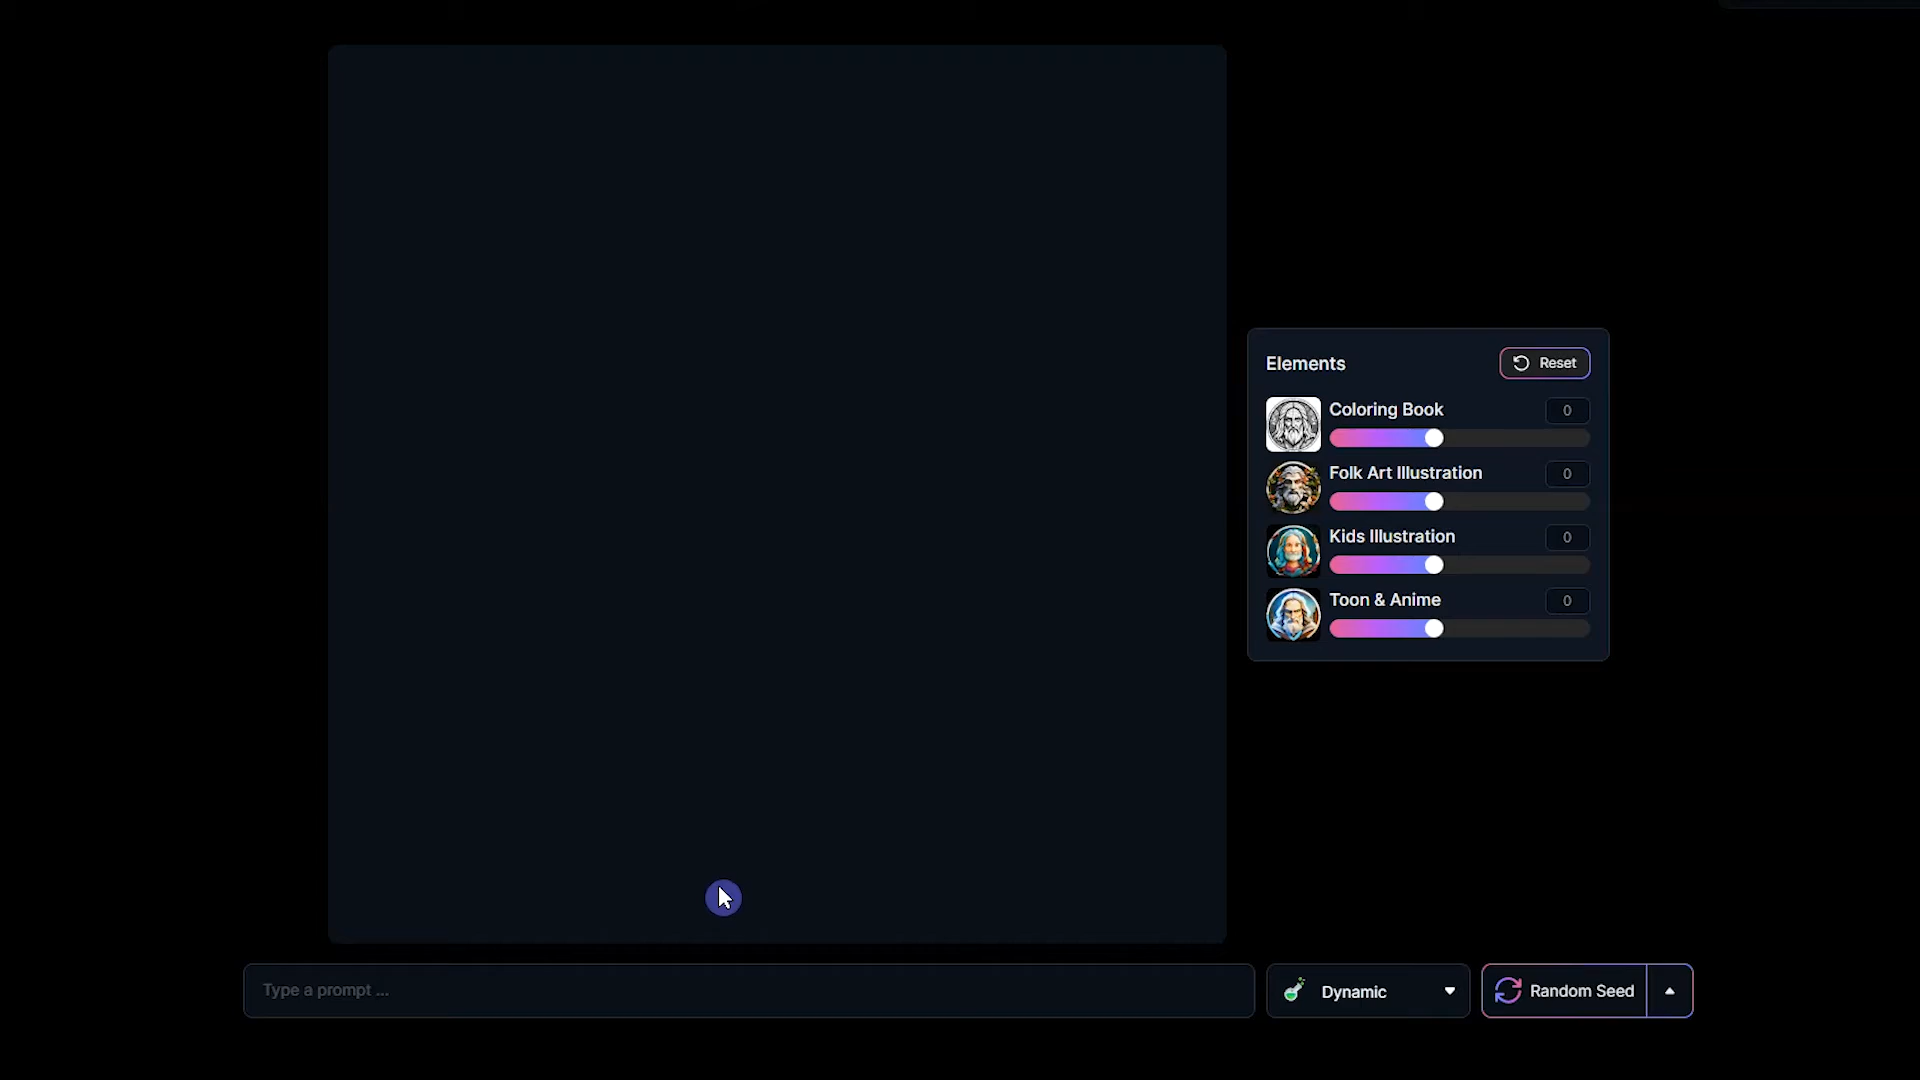 Elements
Reset
Coloring Book
0
Folk Art Illustration
0
Kids Illustration
0
Toon & Anime
0
Type a prompt ...
Dynamic
Random Seed